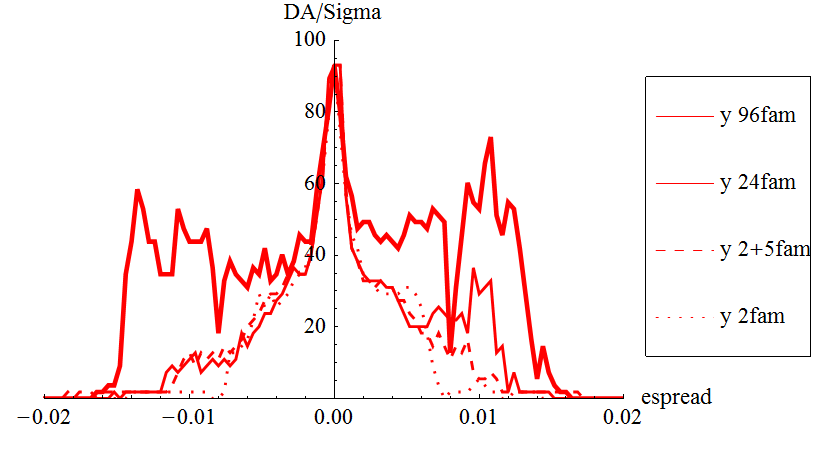 DA/Sigma
100
80
60
40
20
−0.02
−0.01
0.00
0.01
0.02
espread
y 96fam
y 24fam
y 2+5fam
y 2fam